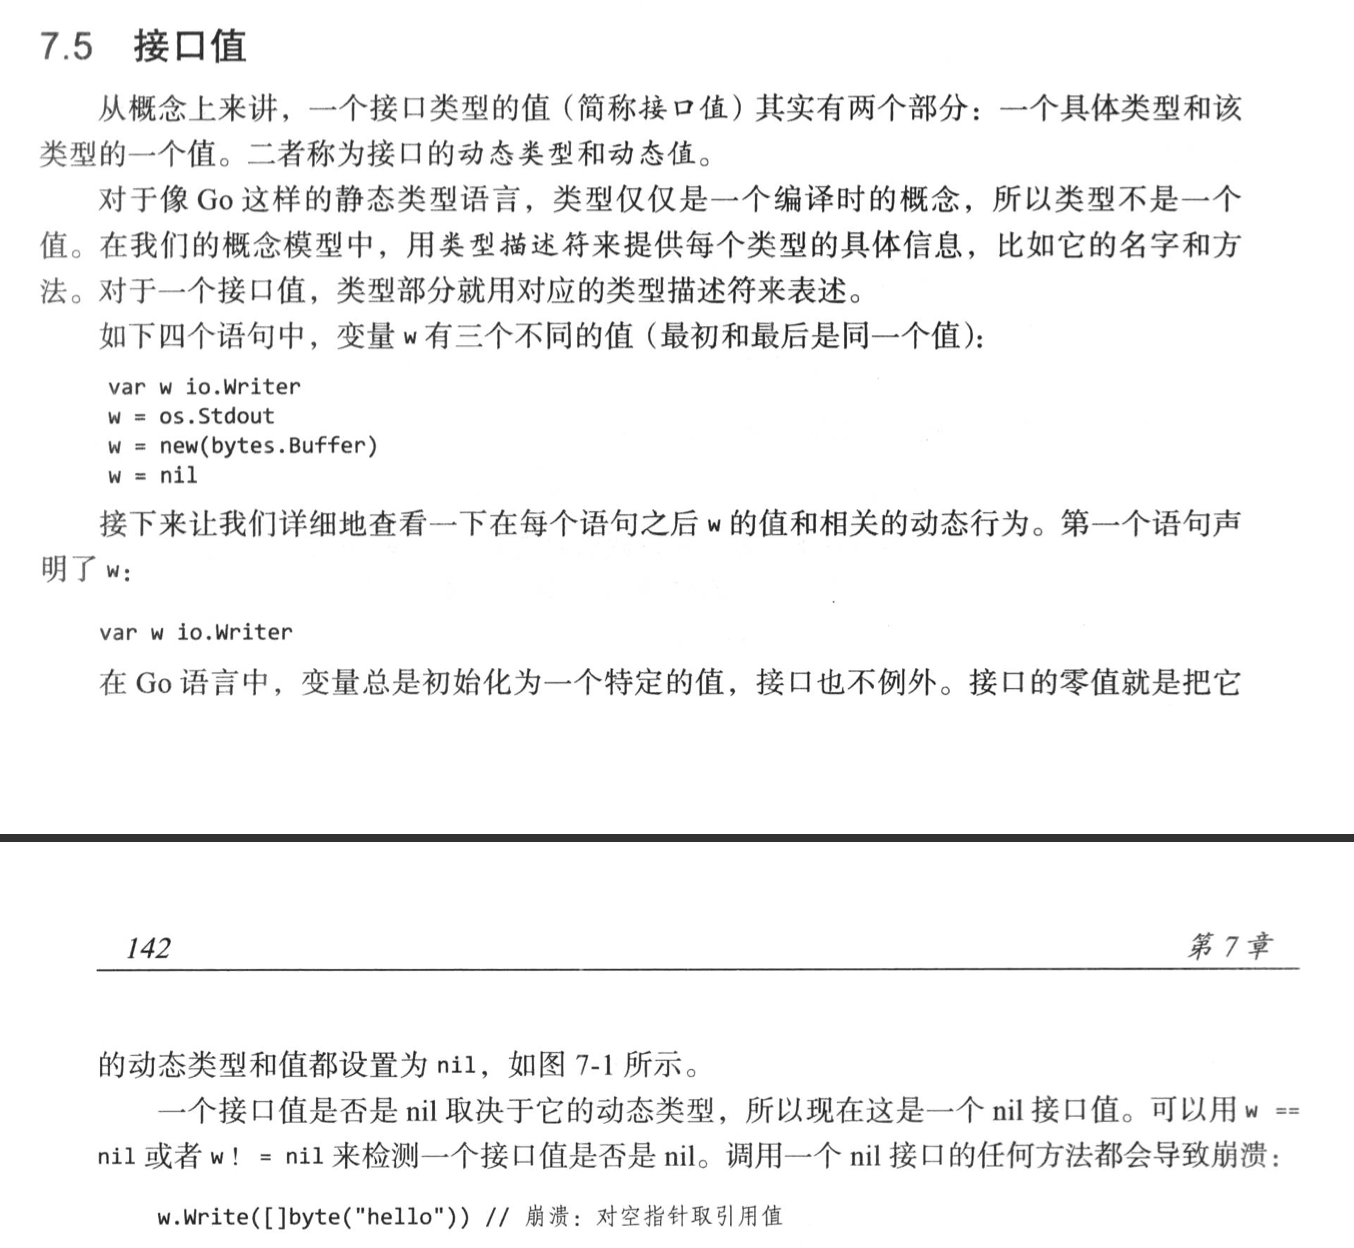 7.5 接口值
从概念上来讲，一个接口类型的值（简称接口值）其实有两个部分：一个具体类型和该
类型的一个值。二者称为接口的动态类型和动态值。
对于像 Go 这样的静态类型语言，类型仅仅是一个编译时的概念，所以类型不是一个
值。在我们的概念模型中，用类型描述符来提供每个类型的具体信息，比如它的名字和方
法。对于一个接口值，类型部分就用对应的类型描述符来表述。
如下四个语句中，变量 w 有三个不同的值（最初和最后是同一个值）：
var w io.Writer
w = os.Stdout
w = new(bytes.Buffer)
w = nil
接下来让我们详细地查看一下在每个语句之后 w 的值和相关的动态行为。第一个语句声
明了 w：
var w io.Writer
在 Go 语言中，变量总是初始化为一个特定的值，接口也不例外。接口的零值就是把它
142 第 7 章
的动态类型和值都设置为 nil，如图 7-1 所示。
一个接口值是否是 nil 取决于它的动态类型，所以现在这是一个 nil 接口值。可以用 w ==
nil 或者 w! = nil 来检测一个接口值是否是 nil。调用一个 nil 接口的任何方法都会导致崩溃：
w.Write([]byte("hello")) // 崩溃：对空指针取引用值